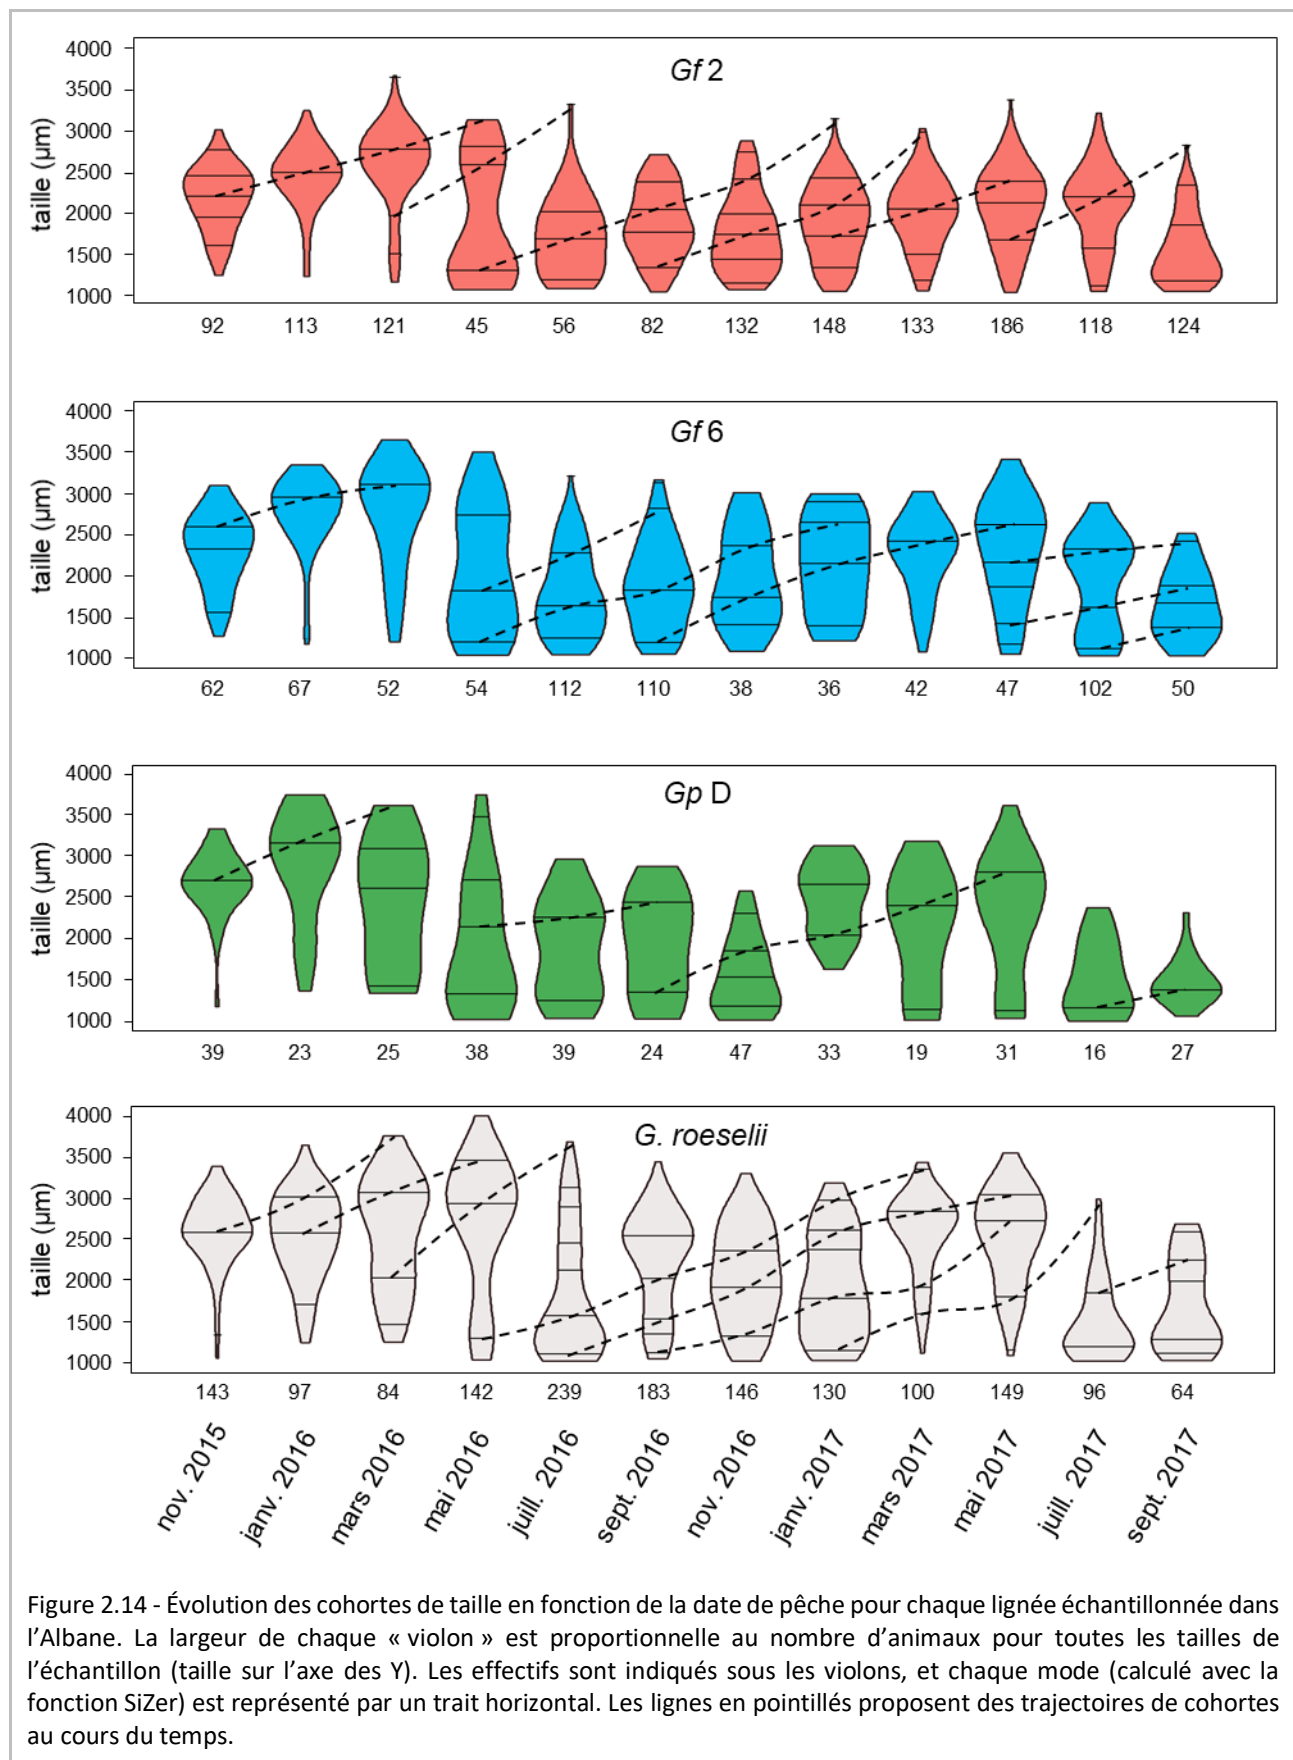 Gf 2
4000
3500
3000
2500
2000
1500
1000
taille (µm)
92 113 121 45 56 82 132 148 133 186 118 124
Gf 6
4000
3500
3000
2500
2000
1500
1000
taille (µm)
62 67 52 54 112 110 38 36 42 47 102 50
Gp D
4000
3500
3000
2500
2000
1500
1000
taille (µm)
39 23 25 38 39 24 47 33 19 31 16 27
G. roeselii
4000
3500
3000
2500
2000
1500
1000
taille (µm)
143 97 84 142 239 183 146 130 100 149 96 64
nov. 2015
janv. 2016
mars 2016
mai 2016
juill. 2016
sept. 2016
nov. 2016
janv. 2017
mars 2017
mai 2017
juill. 2017
sept. 2017
Figure 2.14 - Évolution des cohortes de taille en fonction de la date de pêche pour chaque lignée échantillonnée dans
l’Albane. La largeur de chaque « violon » est proportionnelle au nombre d’animaux pour toutes les tailles de
l’échantillon (taille sur l’axe des Y). Les effectifs sont indiqués sous les violons, et chaque mode (calculé avec la
fonction SiZer) est représenté par un trait horizontal. Les lignes en pointillés proposent des trajectoires de cohortes
au cours du temps.